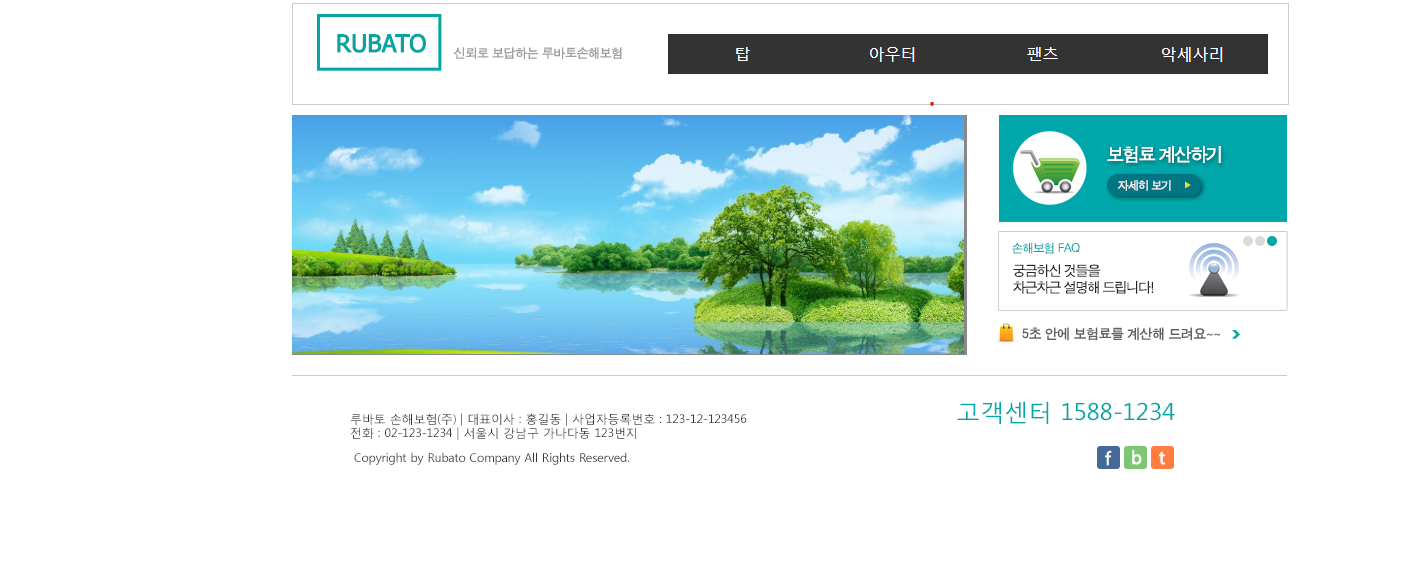 RUBATO
신뢰로 보답하는 루바토손해보험
탑 아우터 팬츠 악세사리
보험료 계산하기
자세히 보기
손해보험 FAQ
궁금하신 것들을
차근차근 설명해 드립니다!
5초 안에 보험료를 계산해 드려요~~
루바토 손해보험(주) | 대표이사 : 홍길동 | 사업자등록번호 : 123-12-123456
전화 : 02-123-1234 | 서울시 강남구 가나다동 123번지
Copyright by Rubato Company All Rights Reserved.
고객센터 1588-1234
f b t